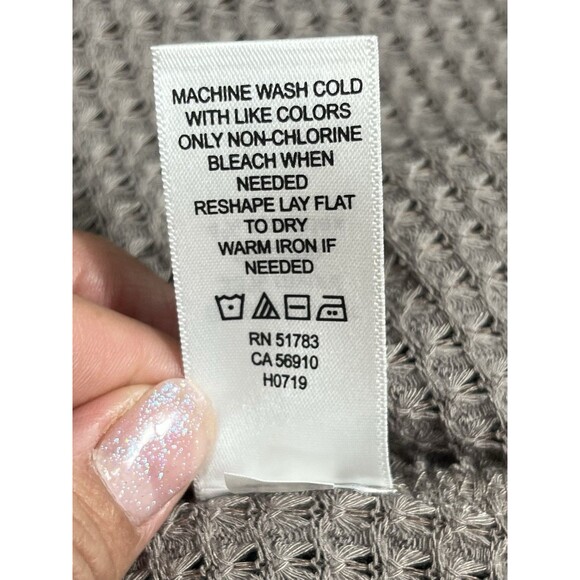 MACHINE WASH COLD
WITH LIKE COLORS
ONLY NON-CHLORINE
BLEACH WHEN
NEEDED
RESHAPE LAY FLAT
TO DRY
WARM IRON IF
NEEDED
RN 51783
CA 56910
H0719